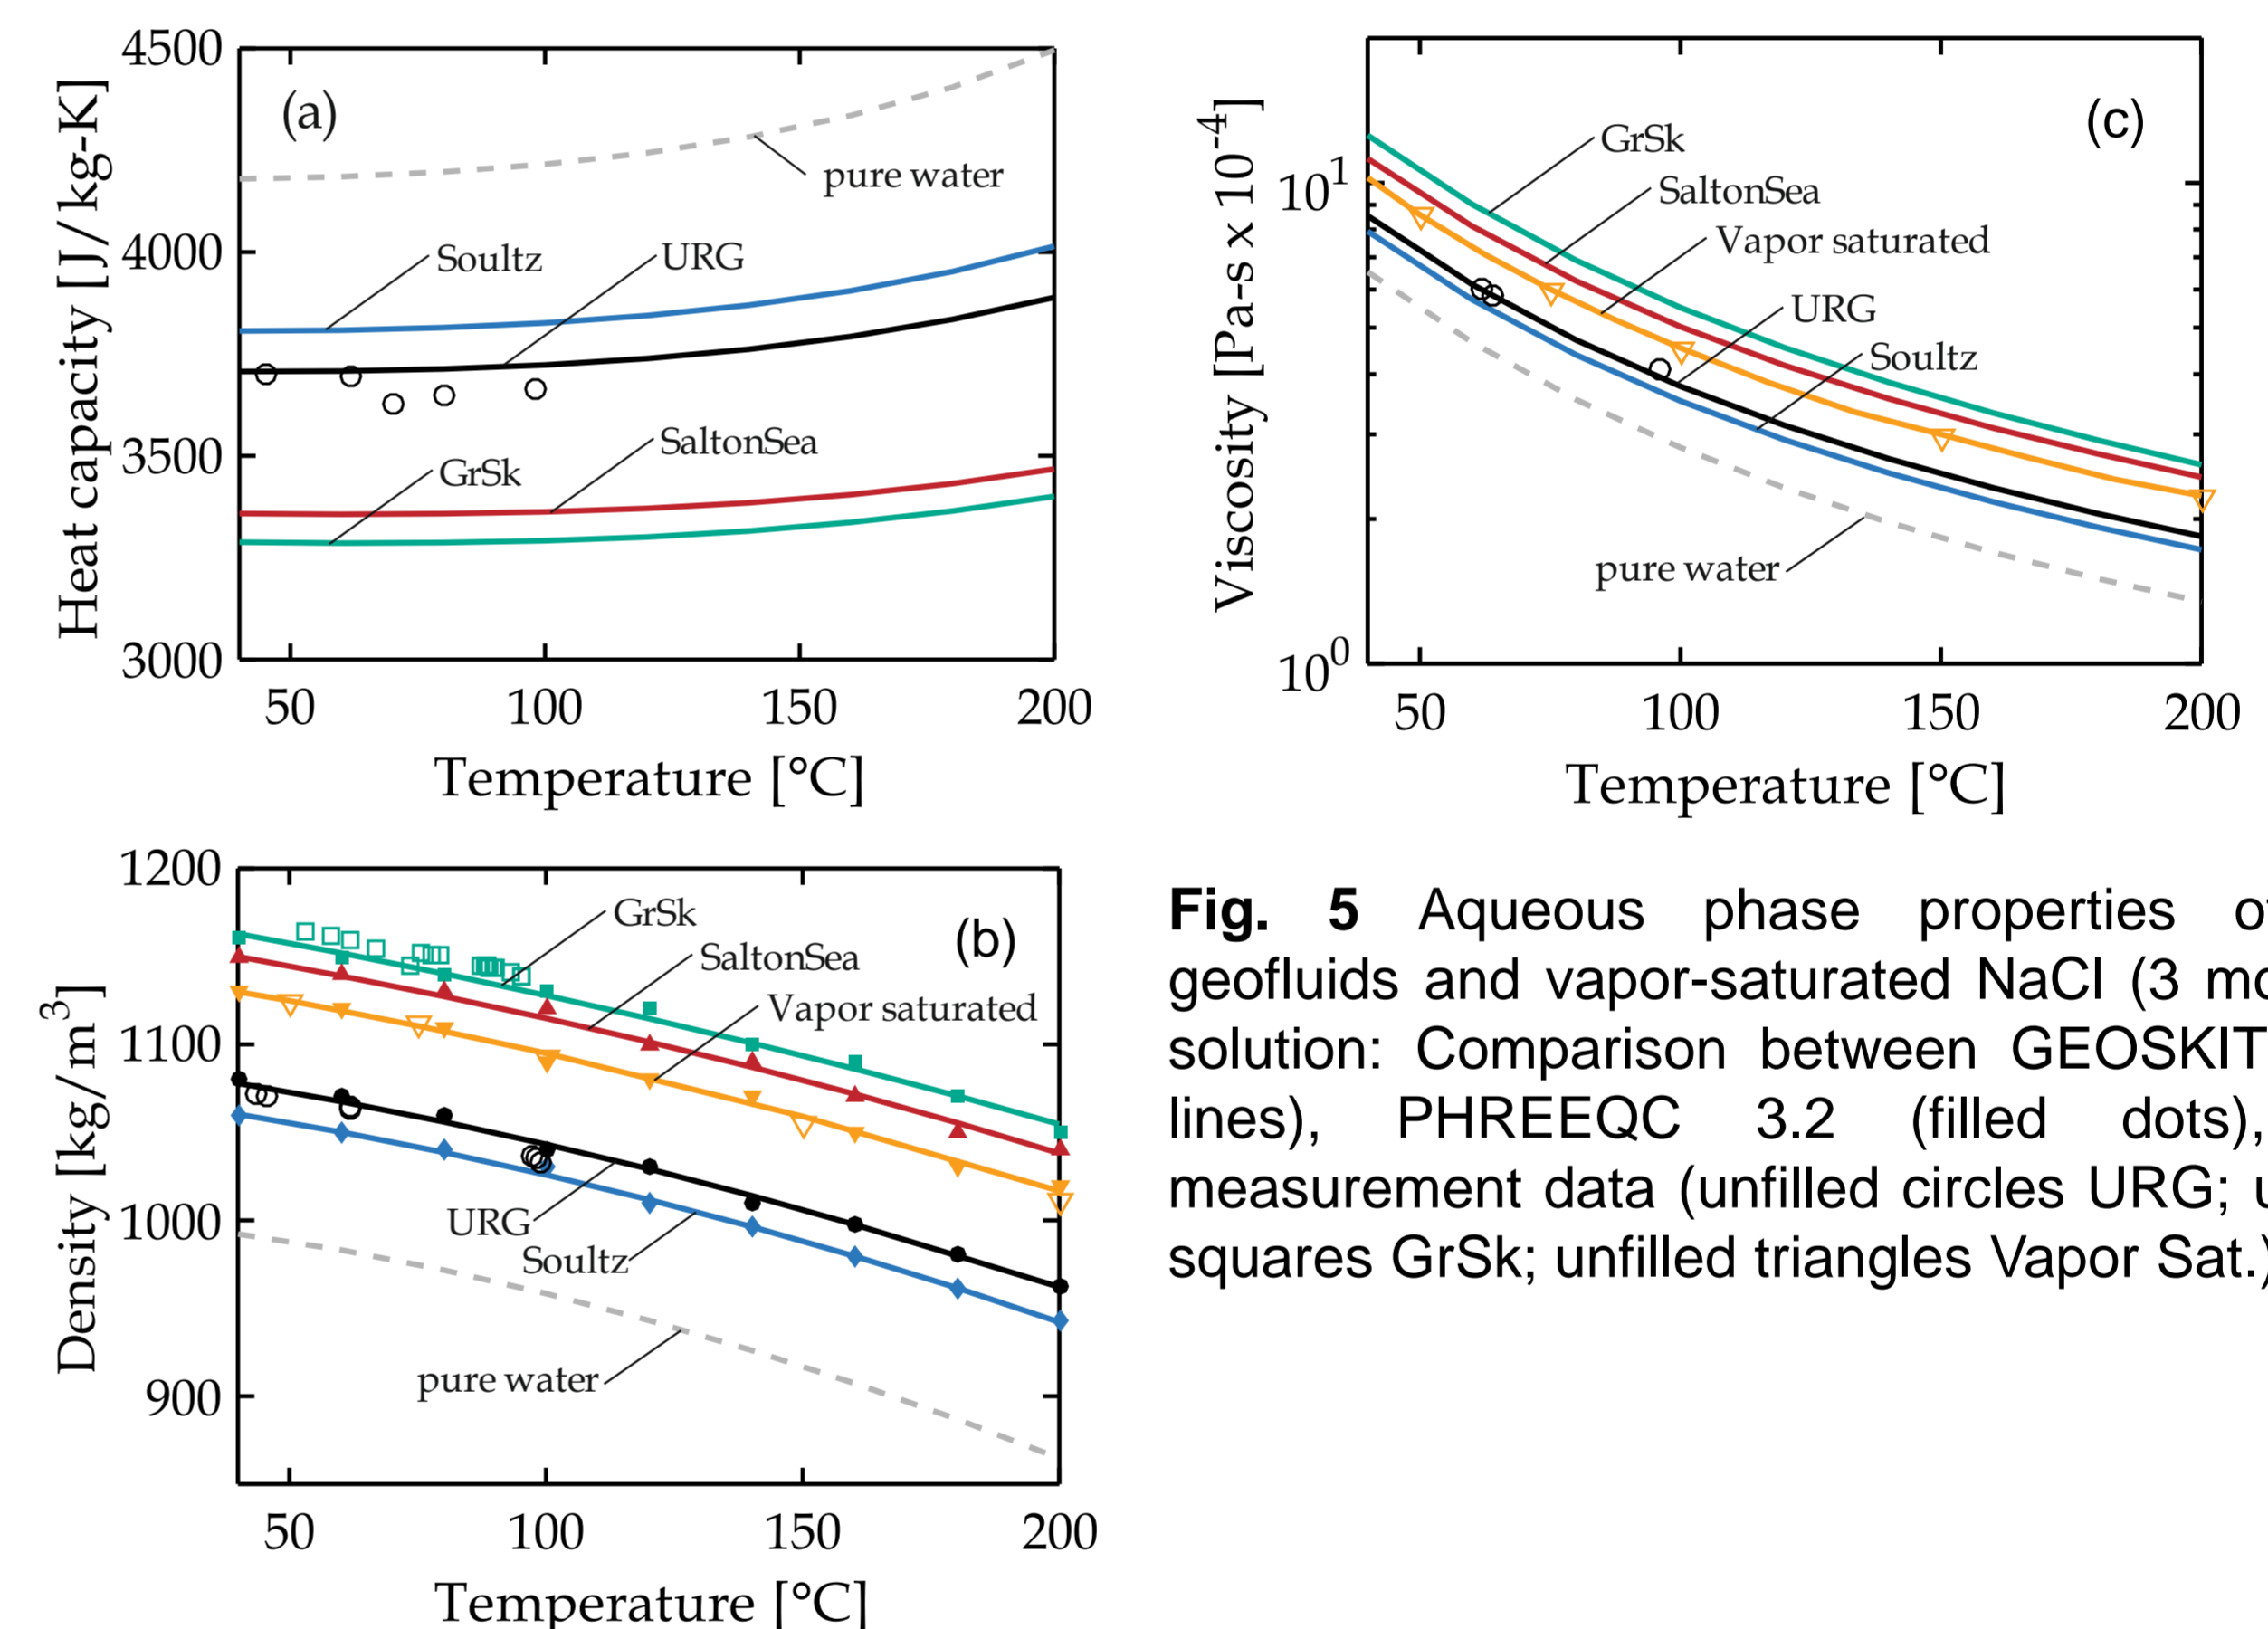 4500
4000
3500
3000
Heat capacity [J/kg-K]
(a)
pure water
Soultz
URG
SaltonSea
GrSk
50 100 150 200
Temperature [°C]
10^1
10^0
Viscosity [Pa-s x 10^-4]
(c)
GrSk
SaltonSea
Vapor saturated
URG
Soultz
pure water
50 100 150 200
Temperature [°C]
1200
1100
1000
900
Density [kg/m^3]
(b)
GrSk
SaltonSea
Vapor saturated
URG
Soultz
pure water
50 100 150 200
Temperature [°C]
Fig. 5 Aqueous phase properties
geofluids and vapor-saturated NaCl (3
solution: Comparison between GEOSKIT
lines), PHREEQC 3.2 (filled dots),
measurement data (unfilled circles URG;
squares GrSk; unfilled triangles Vapor Sat.)